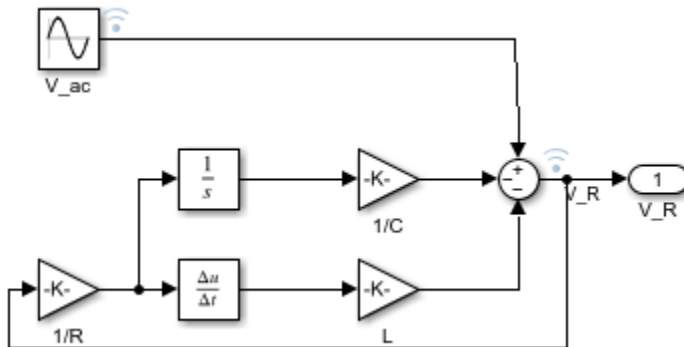 V_ac
1
s
-K-
1/C
+
-
-
V_R
1
V_R
-K-
1/R
Δu
Δt
-K-
L